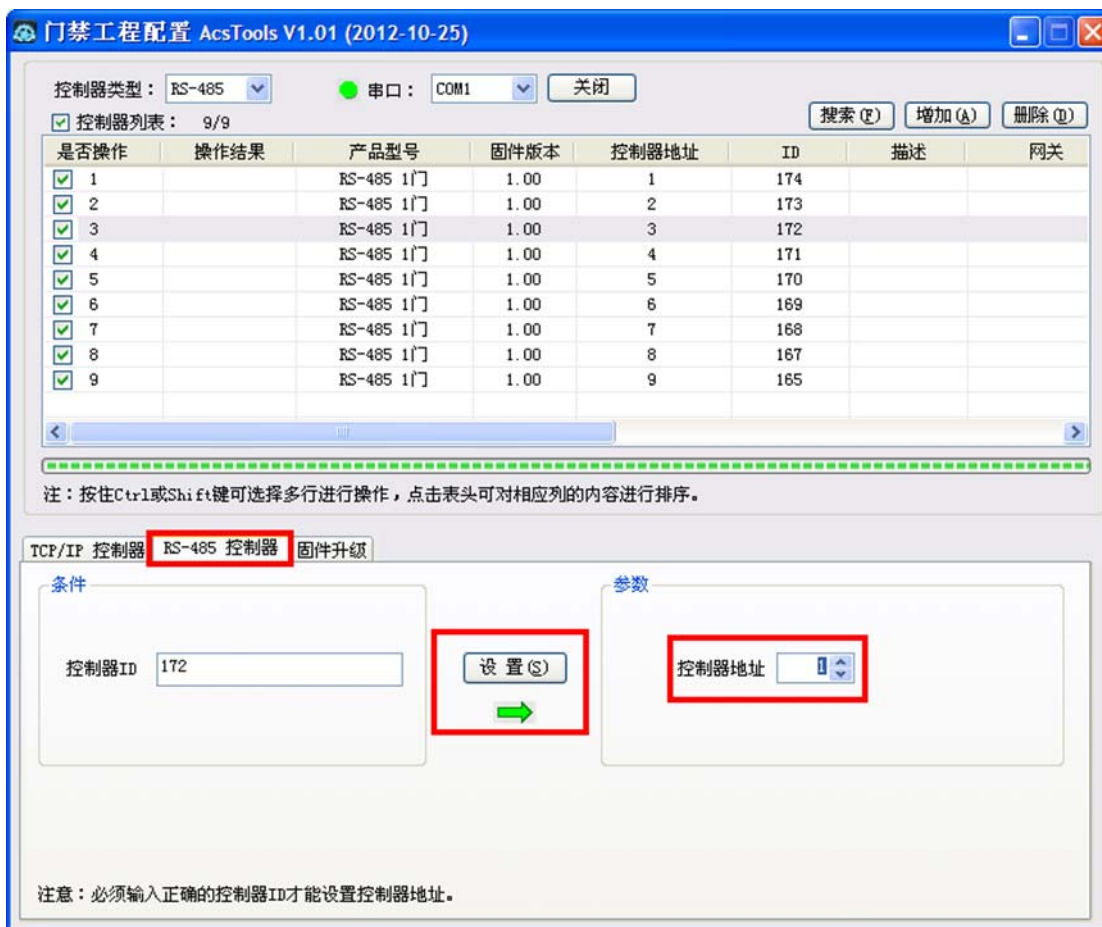 门禁工程配置 AcsTools V1.01 (2012-10-25)
控制器类型： RS-485 串口： COM1 关闭
控制器列表： 9/9 搜索(F) 增加(A) 删除(D)
是否操作 操作结果 产品型号 固件版本 控制器地址 ID 描述 网关
1 RS-485 1门 1.00 1 174
2 RS-485 1门 1.00 2 173
3 RS-485 1门 1.00 3 172
4 RS-485 1门 1.00 4 171
5 RS-485 1门 1.00 5 170
6 RS-485 1门 1.00 6 169
7 RS-485 1门 1.00 7 168
8 RS-485 1门 1.00 8 167
9 RS-485 1门 1.00 9 165
注：按住Ctrl或Shift键可选择多行进行操作，点击表头可对相应列的内容进行排序。
TCP/IP 控制器 RS-485 控制器 固件升级
条件 参数
控制器ID 172 设 置(S) 控制器地址 1
注意：必须输入正确的控制器ID才能设置控制器地址。